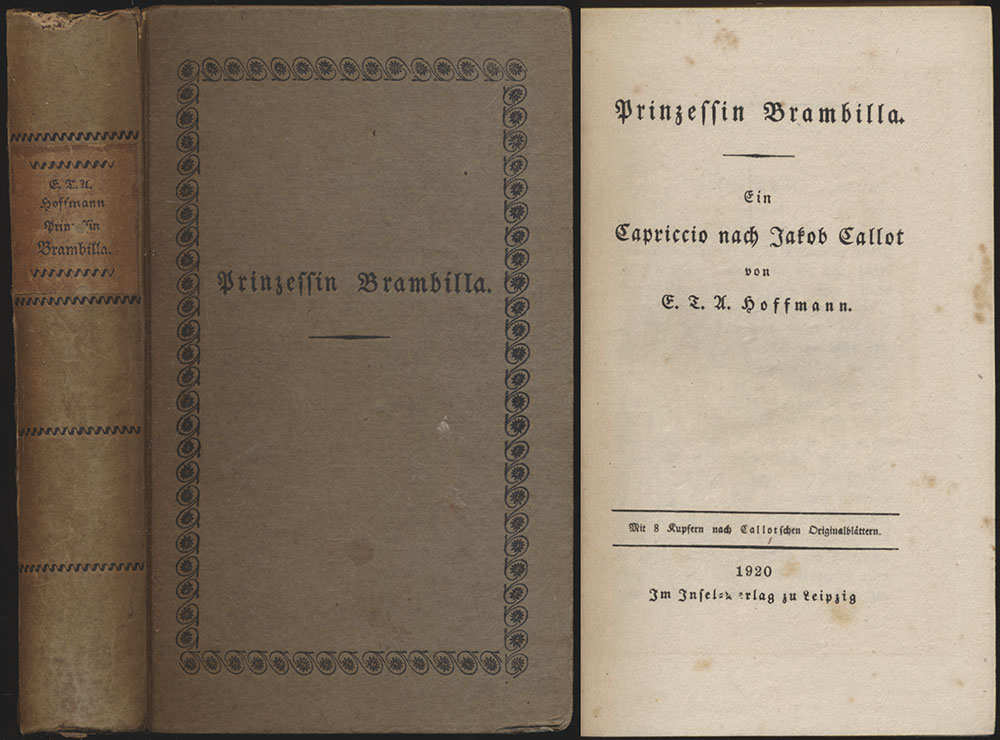 E. T. A.
Hoffmann
Brambilla.
Prinzessin Brambilla.
Prinzessin Brambilla.
Ein
Capriccio nach Jakob Callot
von
E. T. A. Hoffmann.
Mit 8 Kupfern nach Callotschen Originalblättern.
1920
Im Insel-Verlag zu Leipzig